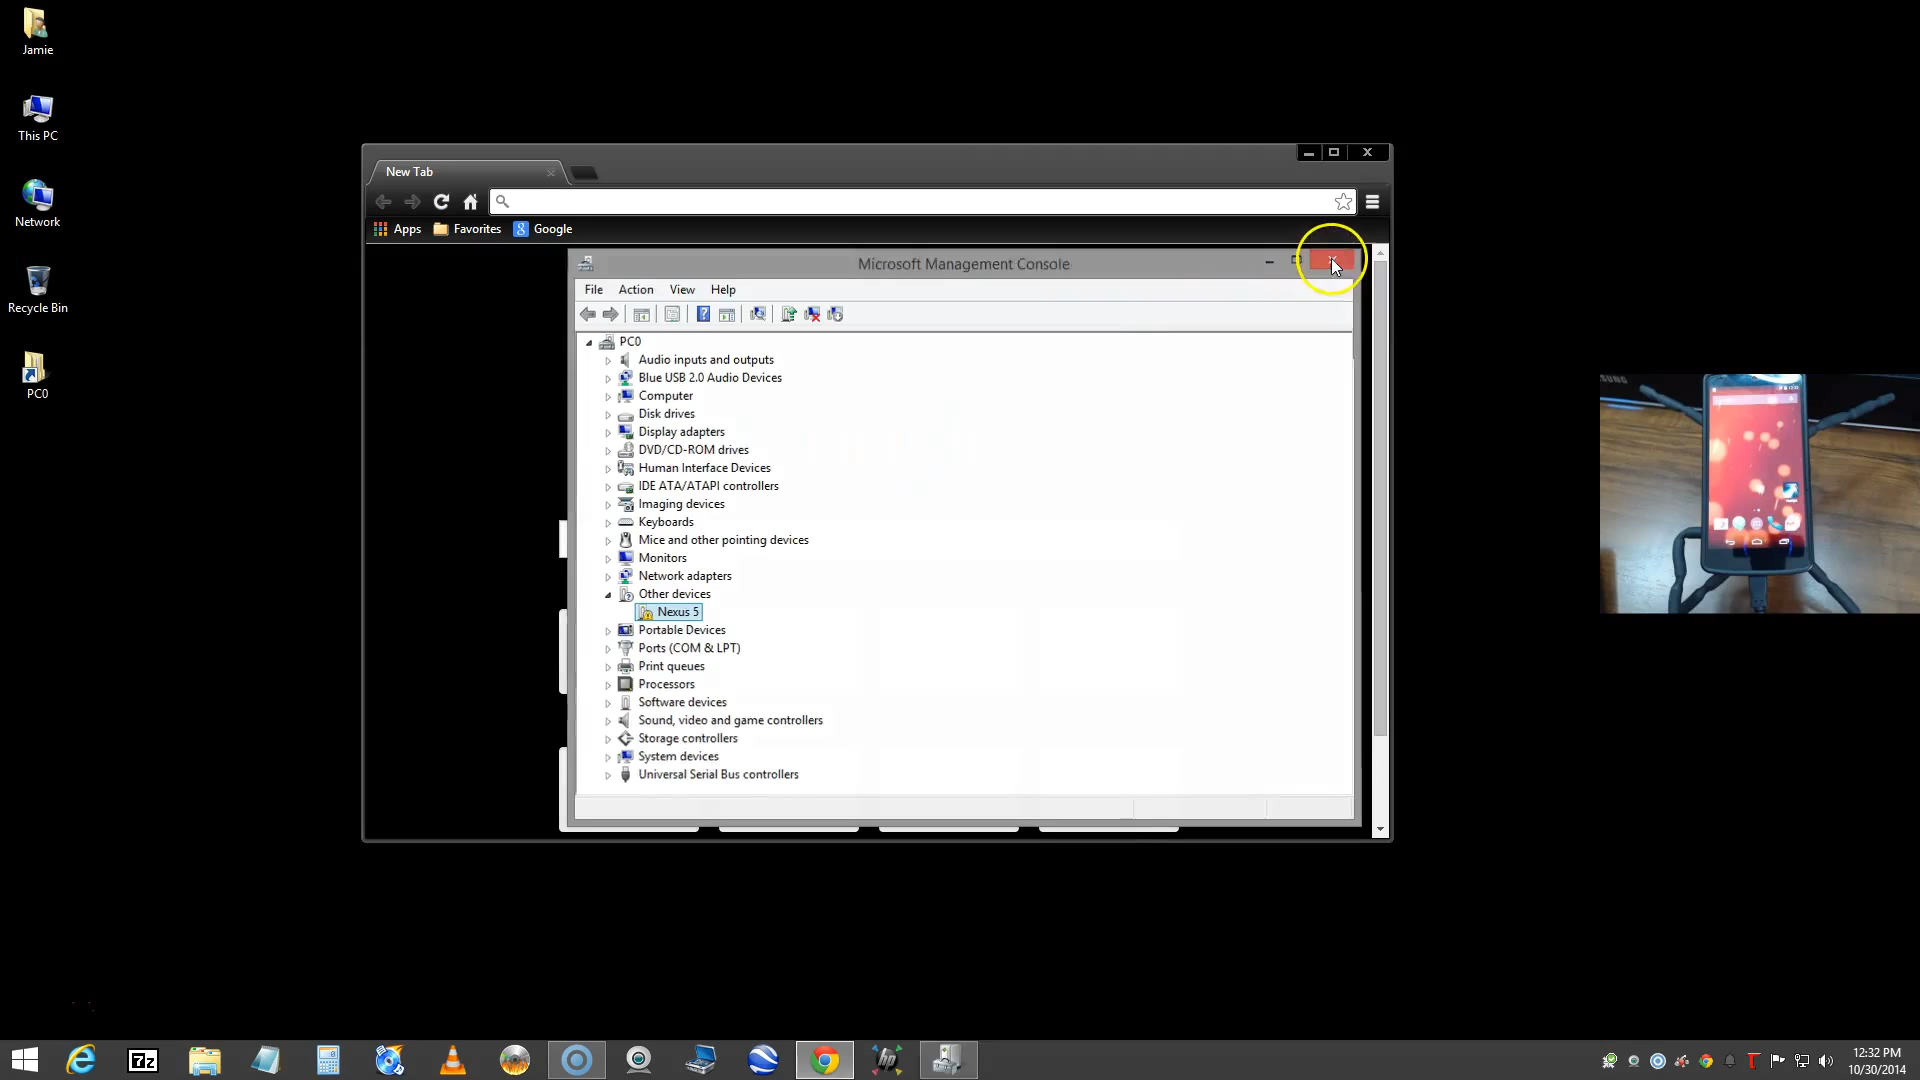 Jamie
This PC
Network
Recycle Bin
PC0
New Tab
Apps
Favorites
Google
Microsoft Management Console
File Action View Help
PC0
Audio inputs and outputs
Blue USB 2.0 Audio Devices
Computer
Disk drives
Display adapters
DVD/CD-ROM drives
Human Interface Devices
IDE ATA/ATAPI controllers
Imaging devices
Keyboards
Mice and other pointing devices
Monitors
Network adapters
Other devices
Nexus 5
Portable Devices
Ports (COM & LPT)
Print queues
Processors
Software devices
Sound, video and game controllers
Storage controllers
System devices
Universal Serial Bus controllers
7z
hp
12:32 PM
10/30/2014